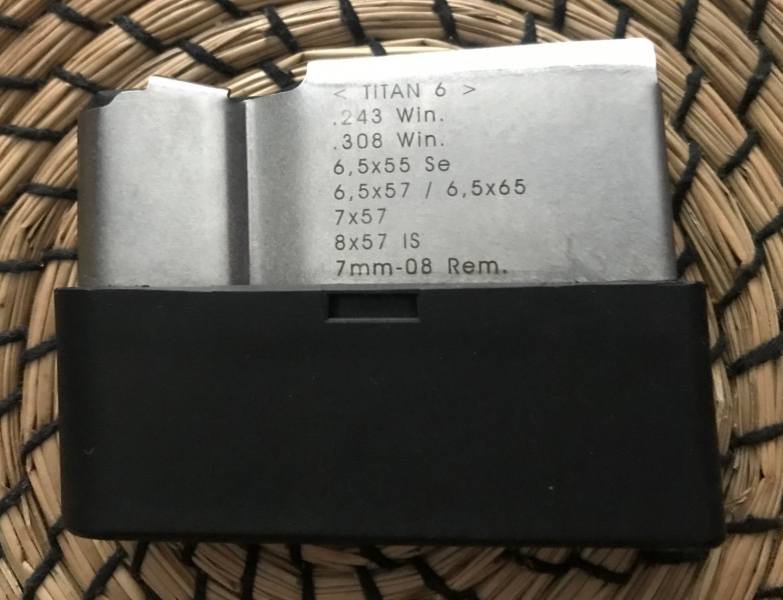 < TITAN 6 >
.243 Win.
.308 Win.
6,5x55 Se
6,5x57 / 6,5x65
7x57
8x57 IS
7mm-08 Rem.